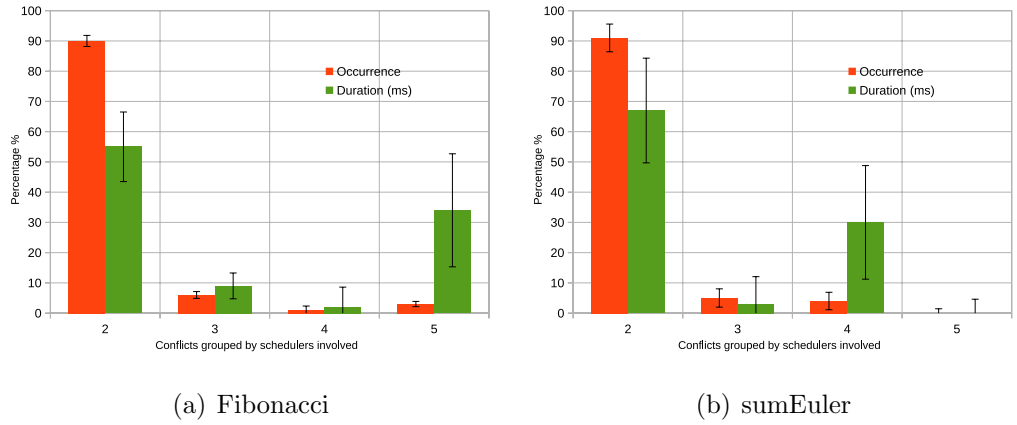 100
90
80
70
60
50
40
30
20
10
0
Percentage %
Occurrence
Duration (ms)
2 3 4 5
Conflicts grouped by schedulers involved
(a) Fibonacci
100
90
80
70
60
50
40
30
20
10
0
Percentage %
Occurrence
Duration (ms)
2 3 4 5
Conflicts grouped by schedulers involved
(b) sumEuler